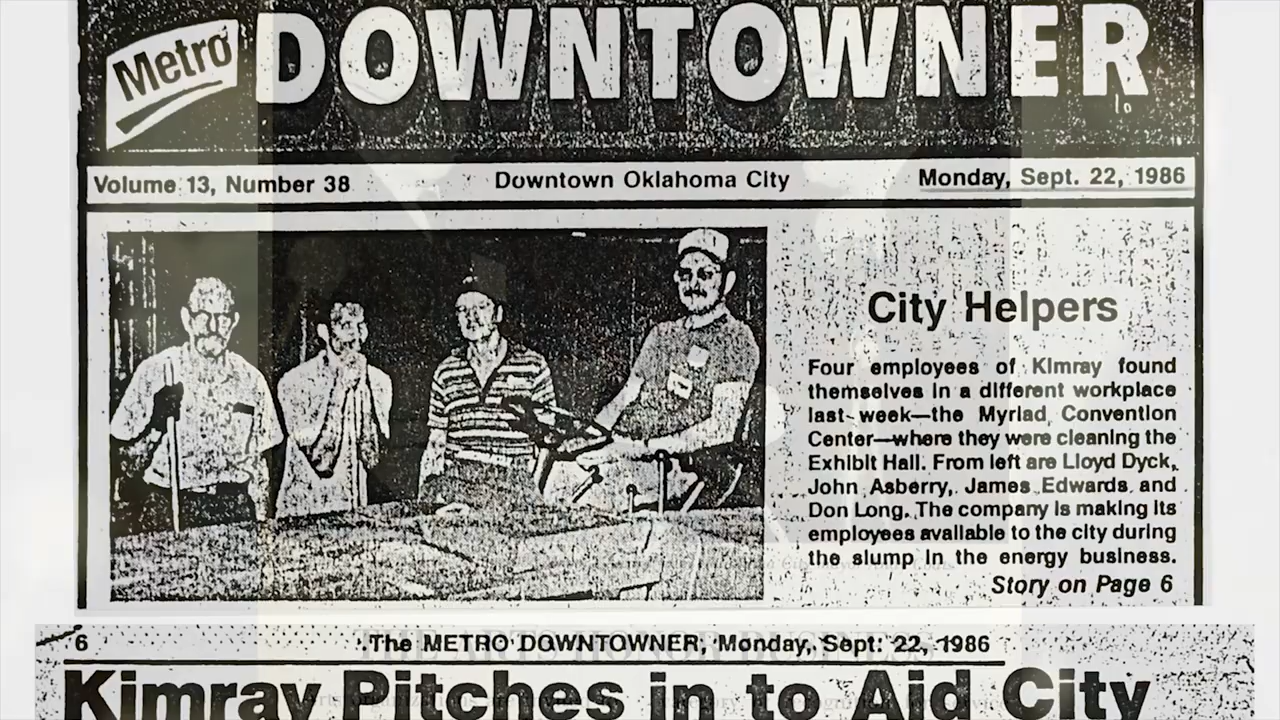 Metro
DOWNTOWNER
Volume 13, Number 38
Downtown Oklahoma City
Monday, Sept. 22, 1986
City Helpers
Four employees of Kimray found
themselves in a different workplace
last week—the Myriad Convention
Center—where they were cleaning the
Exhibit Hall. From left are Lloyd Dyck,
John Asberry, James Edwards and
Don Long. The company is making its
employees available to the city during
the slump in the energy business.
Story on Page 6
6
The METRO DOWNTOWNER, Monday, Sept. 22, 1986
Kimray Pitches in to Aid City